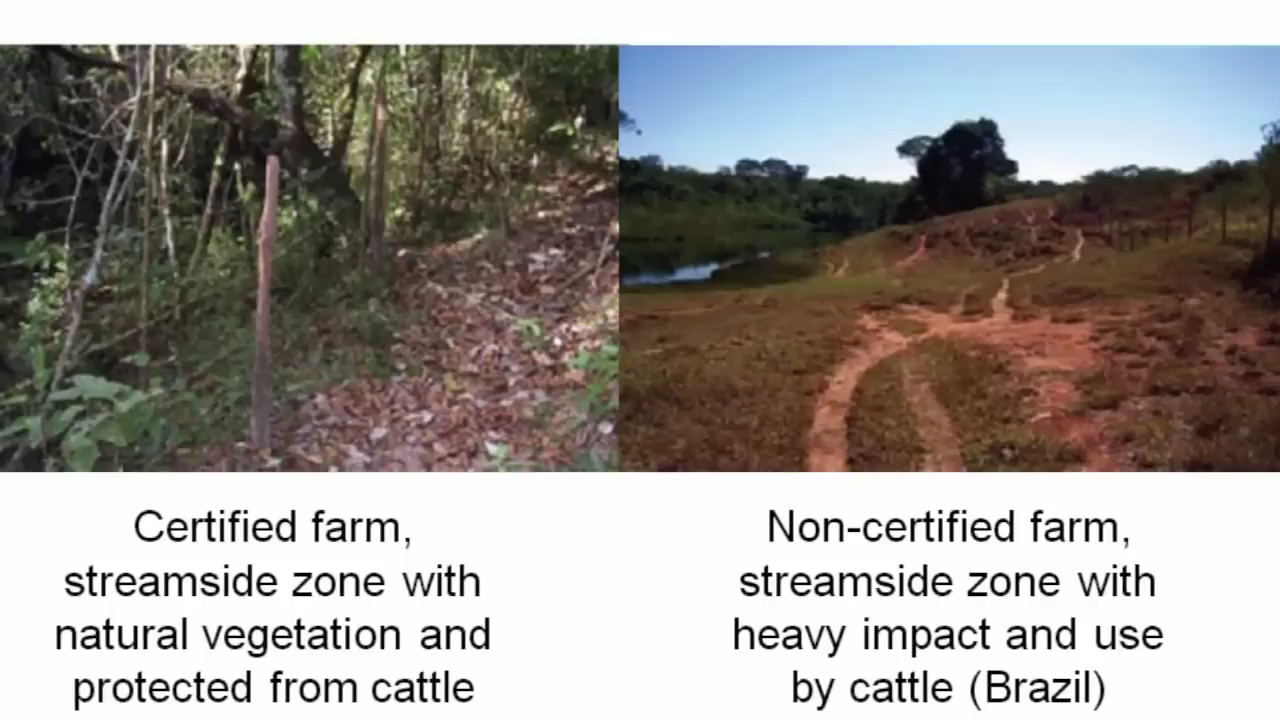 Certified farm,
streamside zone with
natural vegetation and
protected from cattle
Non-certified farm,
streamside zone with
heavy impact and use
by cattle (Brazil)